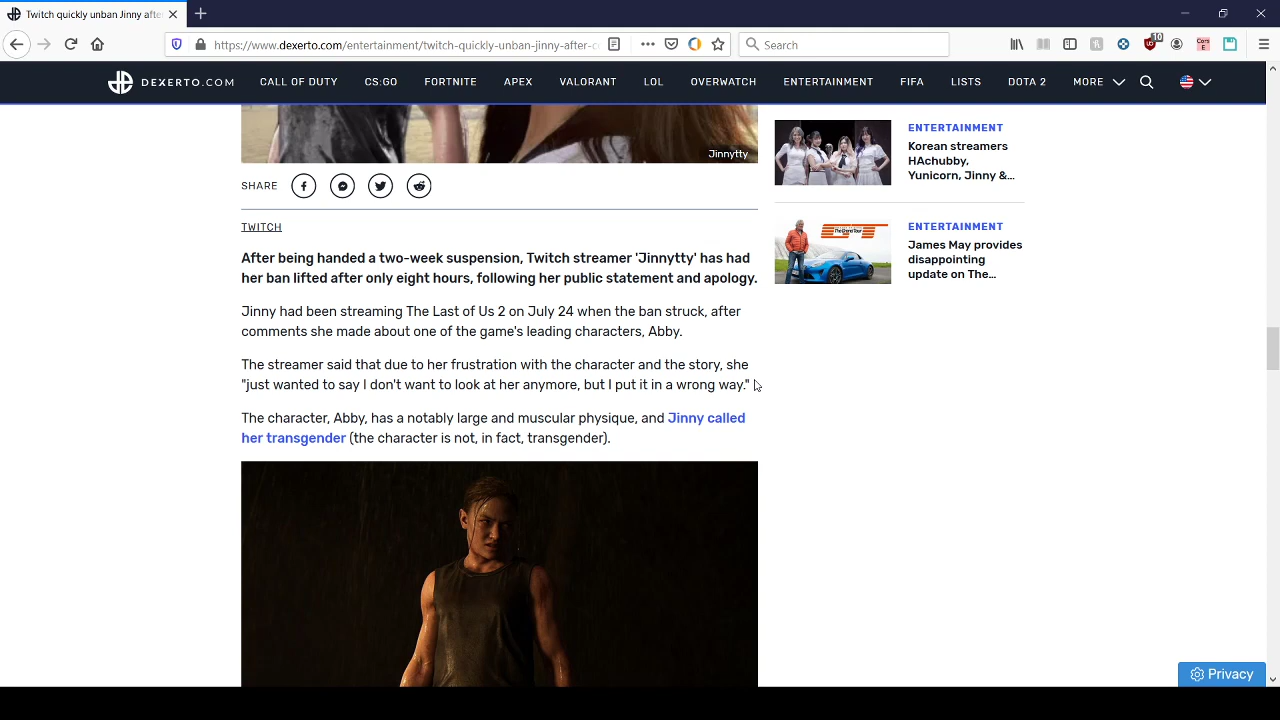 Twitch quickly unban Jinny afte
https://www.dexerto.com/entertainment/twitch-quickly-unban-jinny-after-c
Search
10
DEXERTO.COM
CALL OF DUTY
CS:GO
FORTNITE
APEX
VALORANT
LOL
OVERWATCH
ENTERTAINMENT
FIFA
LISTS
DOTA 2
MORE
Jinnytty
SHARE
TWITCH
After being handed a two-week suspension, Twitch streamer 'Jinnytty' has had
her ban lifted after only eight hours, following her public statement and apology.
Jinny had been streaming The Last of Us 2 on July 24 when the ban struck, after
comments she made about one of the game's leading characters, Abby.
The streamer said that due to her frustration with the character and the story, she
"just wanted to say I don't want to look at her anymore, but I put it in a wrong way."
The character, Abby, has a notably large and muscular physique, and Jinny called
her transgender (the character is not, in fact, transgender).
ENTERTAINMENT
Korean streamers
HAchubby,
Yunicorn, Jinny &...
ENTERTAINMENT
James May provides
disappointing
update on The...
Privacy